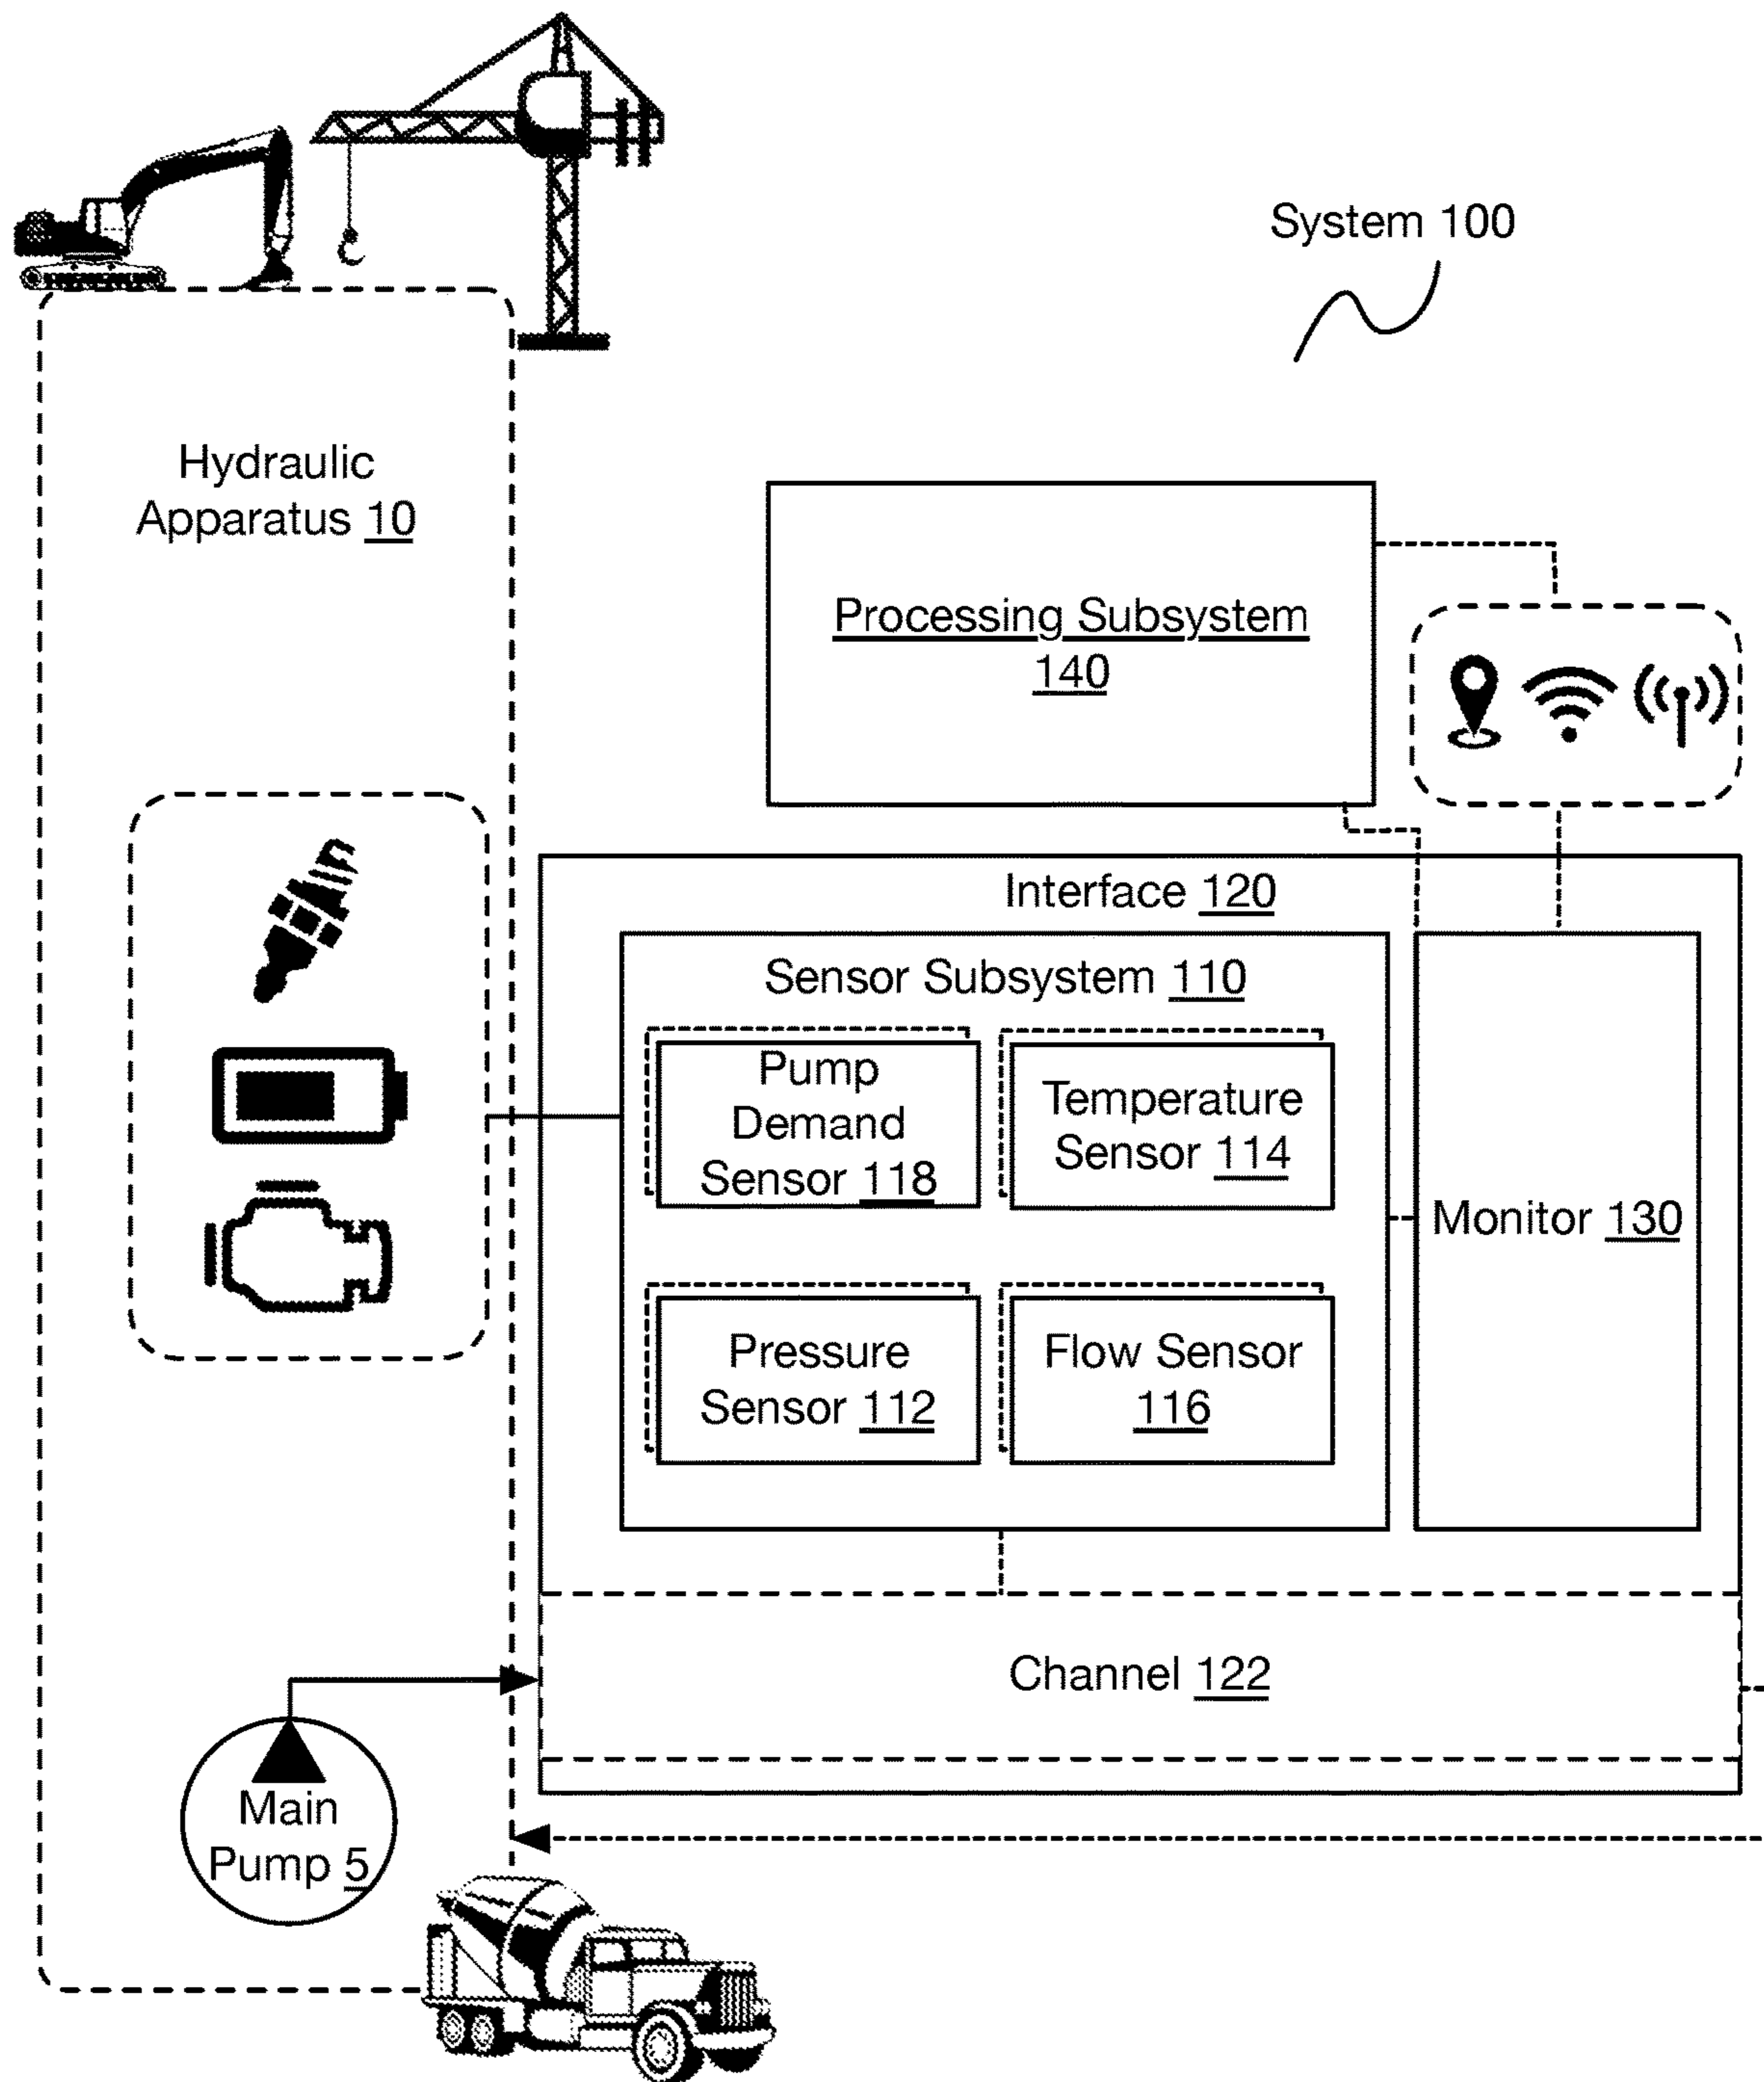 System 100
Hydraulic
Apparatus 10
Processing Subsystem
140
Interface 120
Sensor Subsystem 110
Pump
Demand
Sensor 118
Temperature
Sensor 114
Monitor 130
Pressure
Sensor 112
Flow Sensor
116
Channel 122
Main
Pump 5